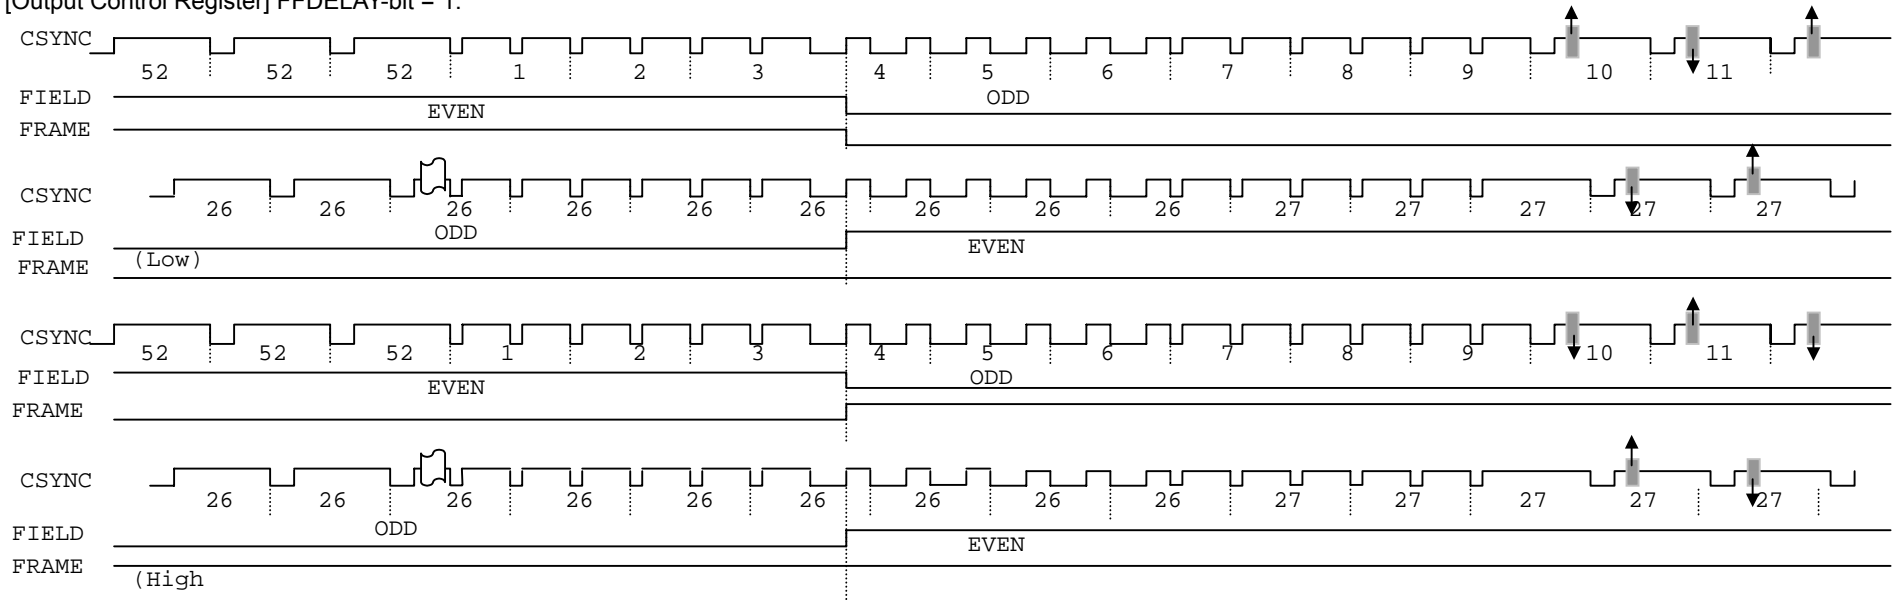 [Output Control Register] FFDELAY-bit = 1.
CSYNC
52 52 52 1 2 3 4 5 6 7 8 9 10 11
FIELD
EVEN ODD
FRAME
CSYNC
26 26 26 26 26 26 26 26 26 27 27 27 27 27
FIELD
ODD EVEN
(Low)
FRAME
CSYNC
52 52 52 1 2 3 4 5 6 7 8 9 10 11
FIELD
EVEN ODD
FRAME
CSYNC
26 26 26 26 26 26 26 26 26 27 27 27 27 27
ODD
FIELD
EVEN
FRAME
(High